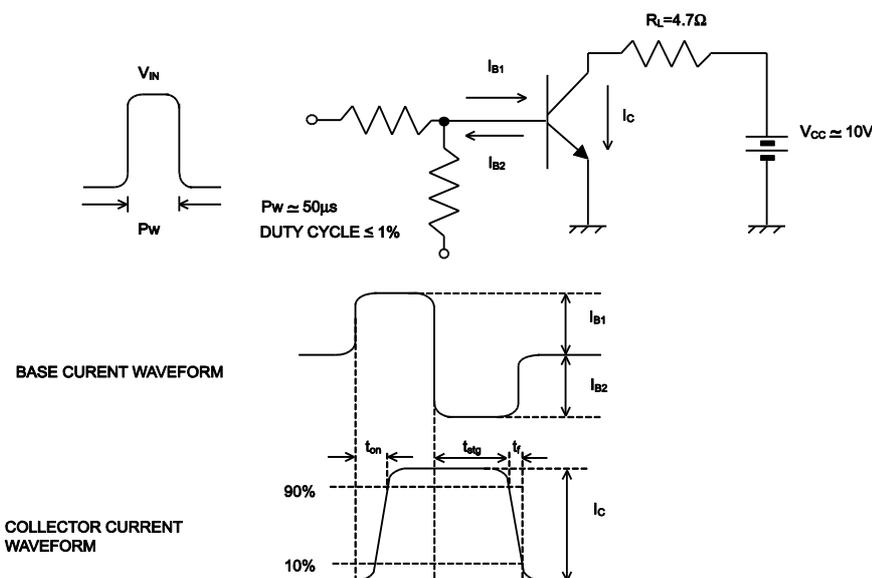 RL=4.7Ω
VIN
IB1
IC
VCC ≃ 10V
IB2
Pw ≃ 50µs
Pw
DUTY CYCLE ≤ 1%
IB1
BASE CURENT WAVEFORM
IB2
ton
tstg
tf
90%
IC
COLLECTOR CURRENT
WAVEFORM
10%